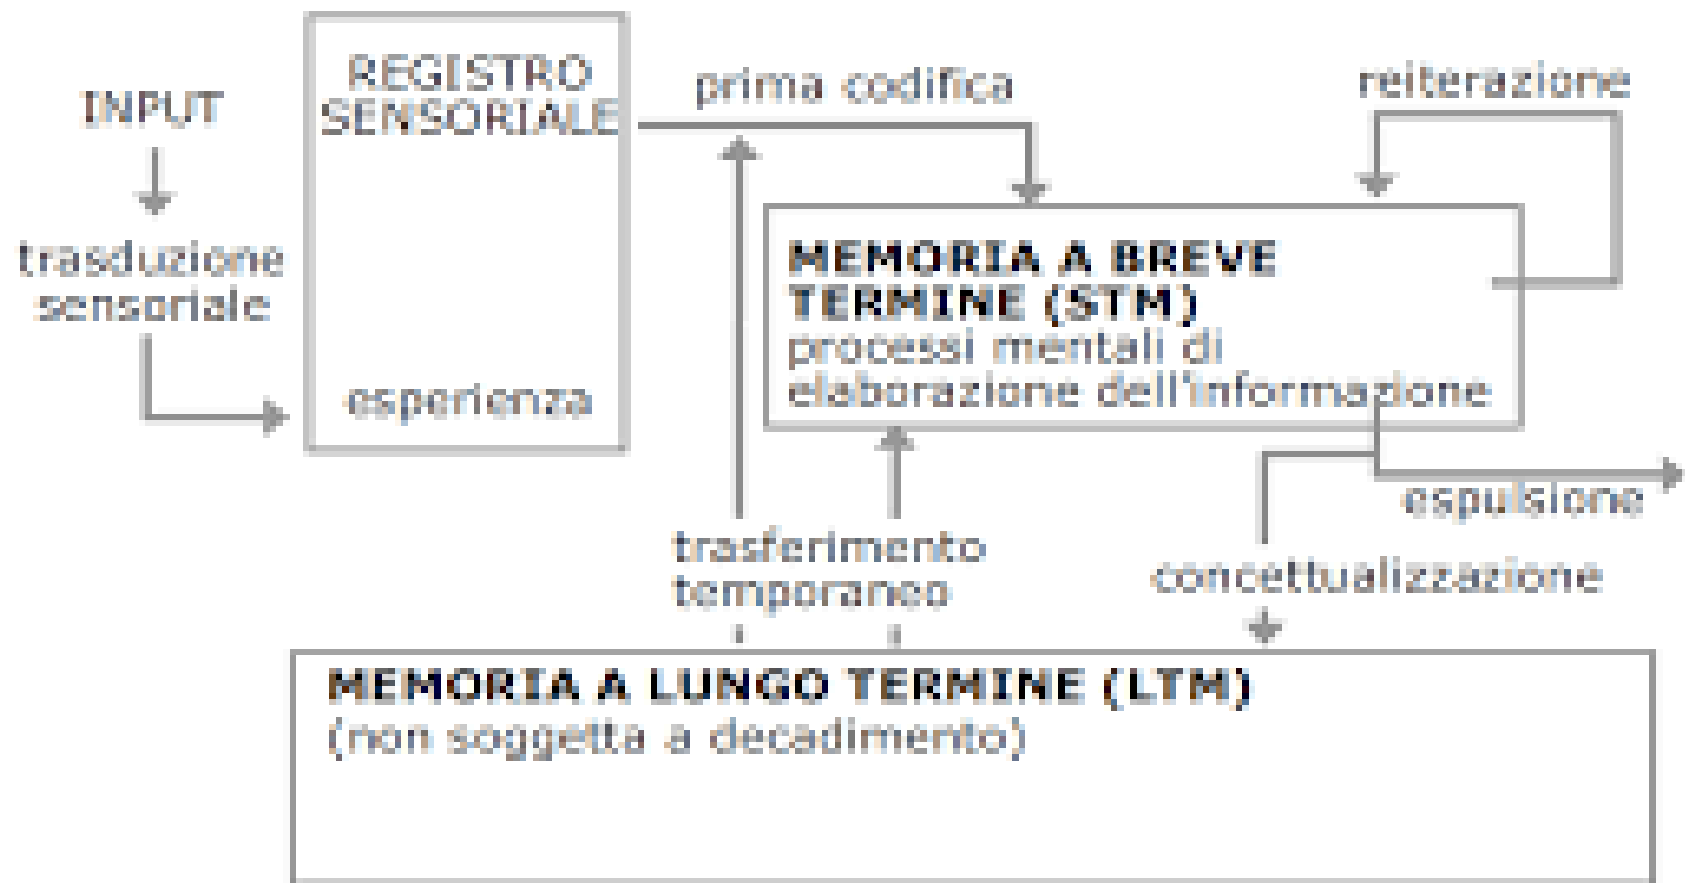 INPUT
trasduzione
sensoriale
REGISTRO
SENSORIALE
esperienza
prima codifica
reiterazione
MEMORIA A BREVE
TERMINE (STM)
processi mentali di
elaborazione dell'informazione
espulsione
trasferimento
temporaneo
concettualizzazione
MEMORIA A LUNGO TERMINE (LTM)
(non soggetta a decadimento)